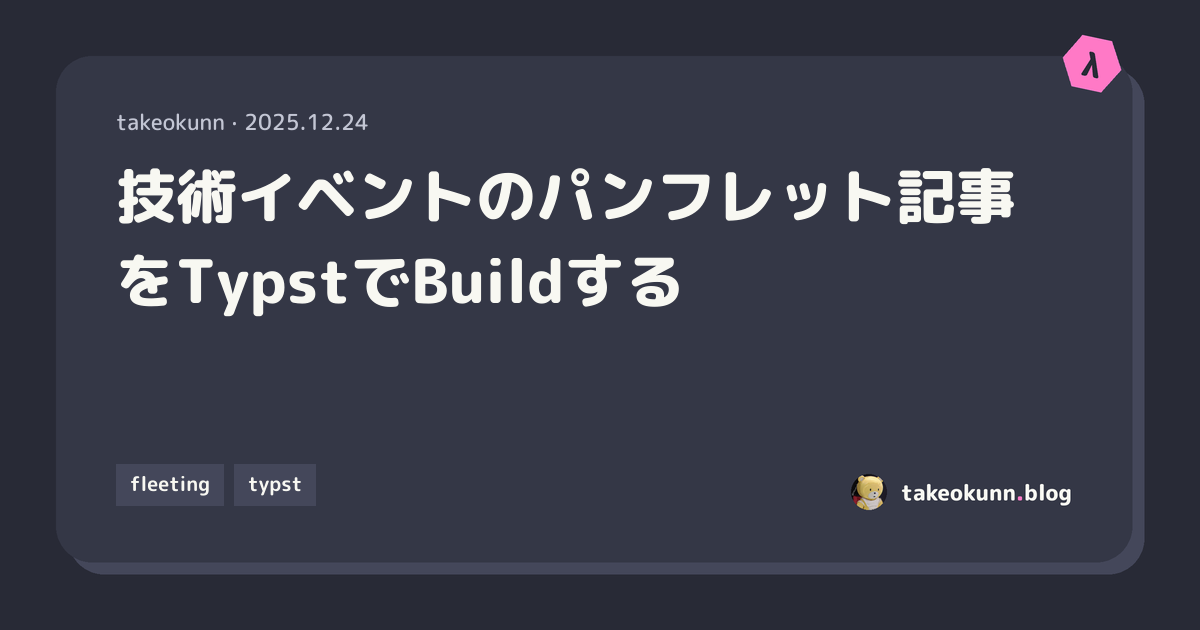 λ
takeokunn · 2025.12.24
技術イベントのパンフレット記事
をTypstでBuildする
fleeting
typst
takeokunn.blog